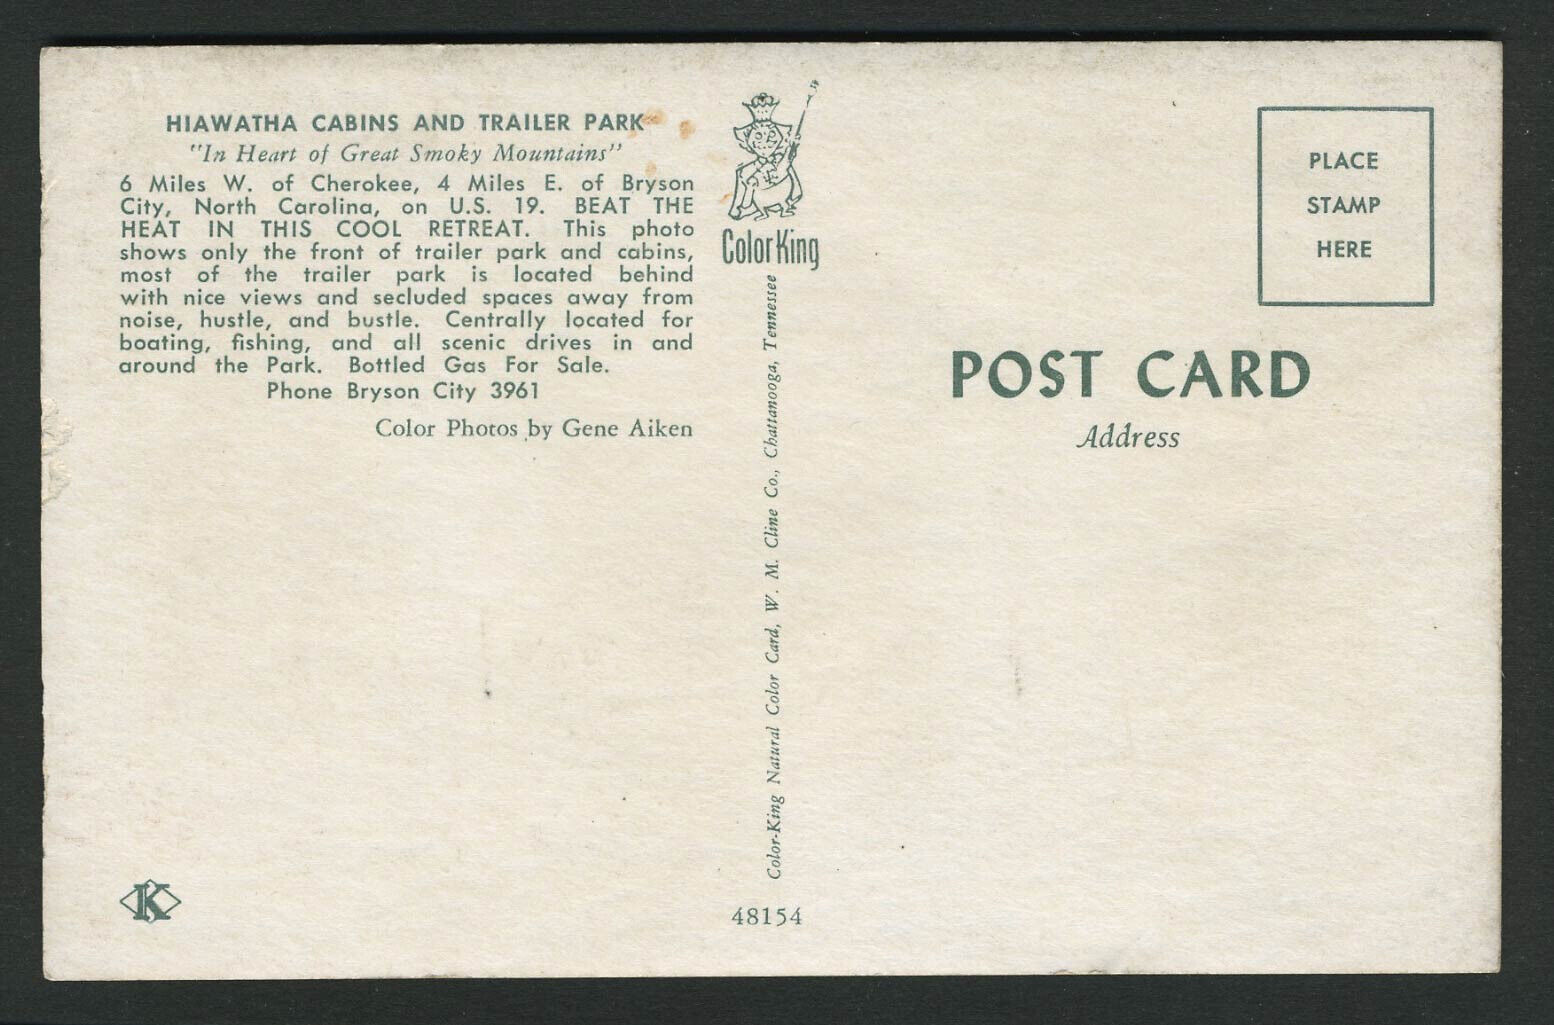 HIAWATHA CABINS AND TRAILER PARK
"In Heart of Great Smoky Mountains"
6 Miles W. of Cherokee, 4 Miles E. of Bryson
City, North Carolina, on U.S. 19. BEAT THE
HEAT IN THIS COOL RETREAT. This photo
shows only the front of trailer park and cabins,
most of the trailer park is located behind
with nice views and secluded spaces away from
noise, hustle, and bustle. Centrally located for
boating, fishing, and all scenic drives in and
around the Park. Bottled Gas For Sale.
Phone Bryson City 3961
Color Photos by Gene Aiken
K
ColorKing
Color-King Natural Color Card, W. M. Cline Co., Chattanooga, Tennessee
48154
PLACE
STAMP
HERE
POST CARD
Address